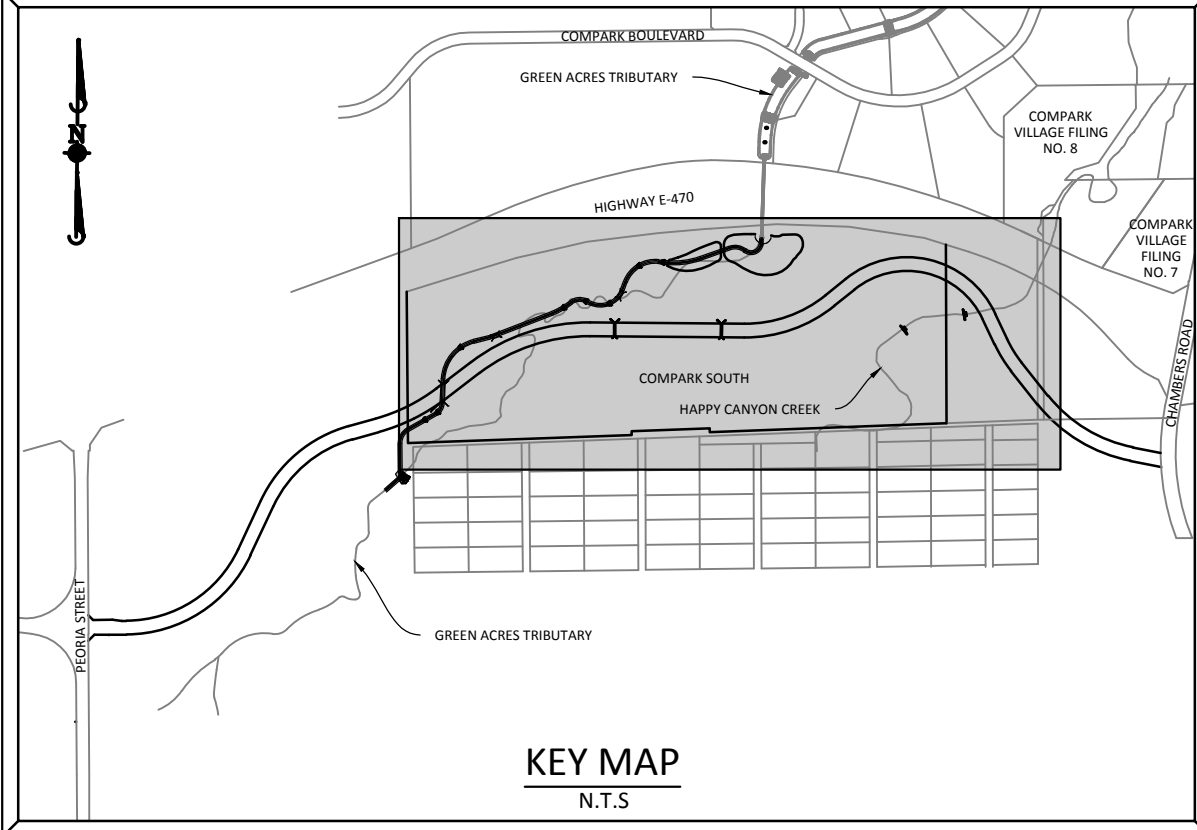 COMPARK BOULEVARD
GREEN ACRES TRIBUTARY
N
COMPARK
VILLAGE FILING
NO. 8
HIGHWAY E-470
COMPARK
VILLAGE
FILING
NO. 7
COMPARK SOUTH
HAPPY CANYON CREEK
CHAMBERS ROAD
PEORIA STREET
GREEN ACRES TRIBUTARY
KEY MAP
N.T.S